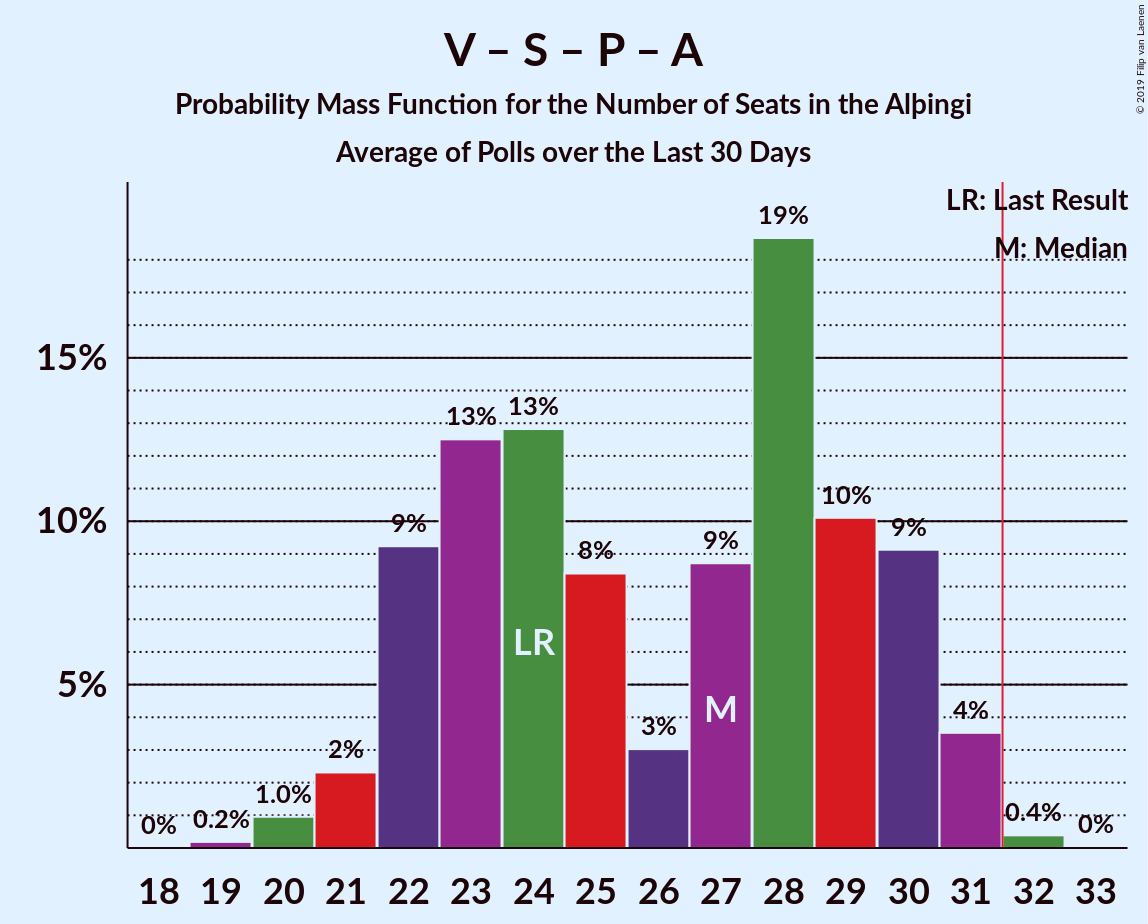 V – S – P – A
Probability Mass Function for the Number of Seats in the Alþingi
Average of Polls over the Last 30 Days
© 2019 Filip van Laenen
LR: Last Result
M: Median
15%
10%
5%
0%
0.2%
1.0%
2%
9%
13%
13%
8%
3%
9%
19%
10%
9%
4%
0.4%
0%
LR
M
18 19 20 21 22 23 24 25 26 27 28 29 30 31 32 33